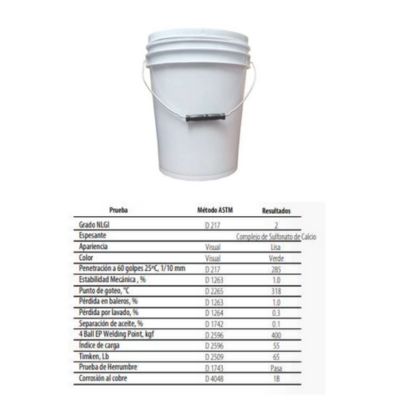 Prueba Método ASTM Resultados
Grado NLGI D 217 2
Espesante Complejo de Sulfonato de Calcio
Apariencia Visual Lisa
Color Visual Verde
Penetración a 60 golpes 25ºC, 1/10 mm D 217 285
Estabilidad Mecánica , % D 1263 1.0
Punto de goteo, °C D 2265 318
Pérdida en baleros, % D 1263 1.0
Pérdida por lavado, % D 1264 0.3
Separación de aceite, % D 1742 0.1
4 Ball EP Welding Point, kgf D 2596 400
Índice de carga D 2596 55
Timken, Lb D 2509 65
Prueba de Herrumbre D 1743 Pasa
Corrosión al cobre D 4048 1B